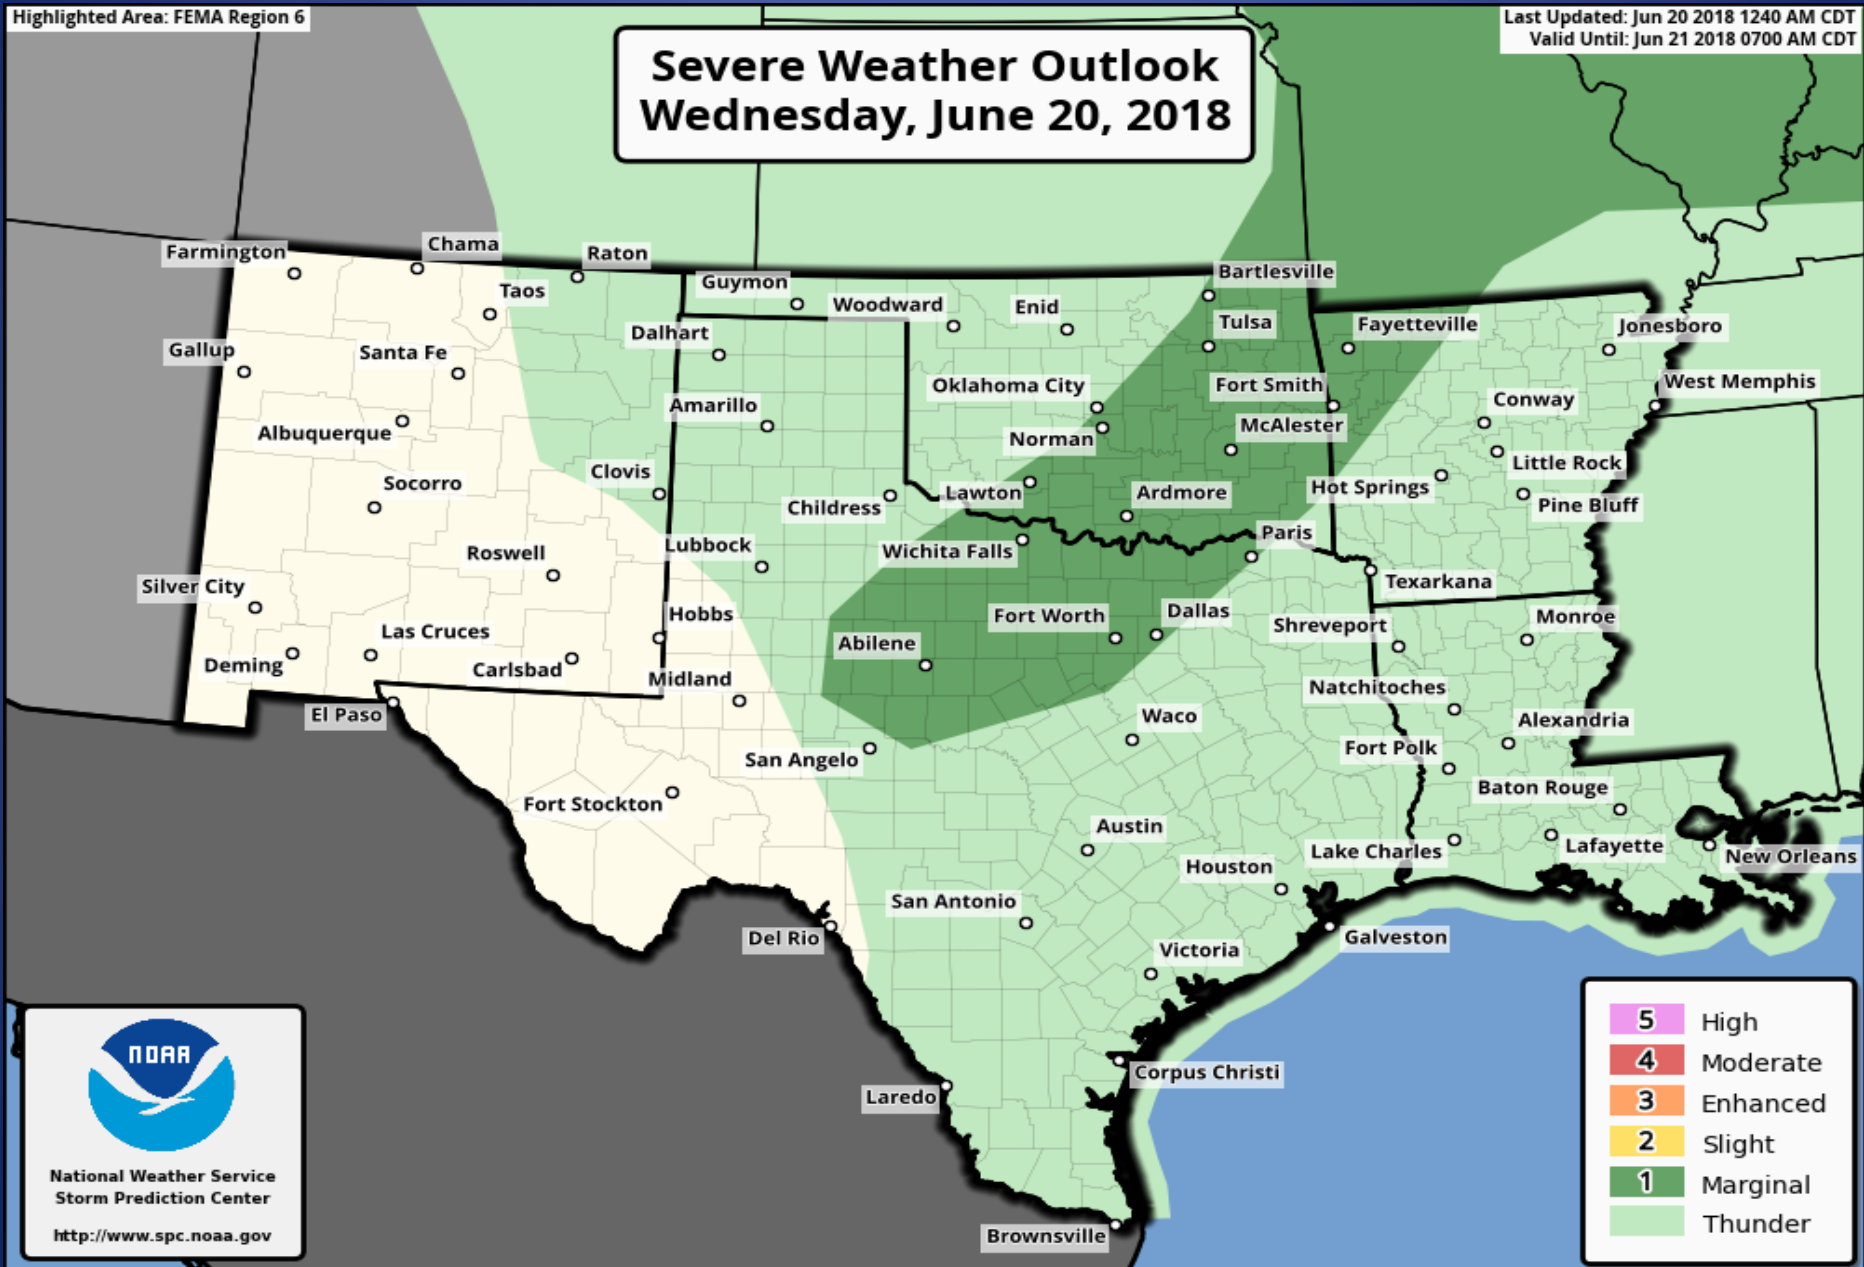 Highlighted Area: FEMA Region 6
Last Updated: Jun 20 2018 1240 AM CDT
Valid Until: Jun 21 2018 0700 AM CDT
Severe Weather Outlook
Wednesday, June 20, 2018
Farmington
Chama
Raton
Taos
Guymon
Woodward
Enid
Bartlesville
Dalhart
Tulsa
Fayetteville
Jonesboro
Gallup
Santa Fe
Oklahoma City
Fort Smith
West Memphis
Amarillo
Conway
Albuquerque
Norman
McAlester
Clovis
Little Rock
Socorro
Childress
Lawton
Ardmore
Hot Springs
Pine Bluff
Lubbock
Wichita Falls
Paris
Roswell
Silver City
Texarkana
Hobbs
Fort Worth
Dallas
Shreveport
Monroe
Las Cruces
Abilene
Deming
Carlsbad
Midland
Natchitoches
El Paso
Waco
Alexandria
San Angelo
Fort Polk
Fort Stockton
Baton Rouge
Austin
Lake Charles
Lafayette
New Orleans
Houston
San Antonio
Del Rio
Victoria
Galveston
Corpus Christi
Laredo
Brownsville
NOAA
National Weather Service
Storm Prediction Center
http://www.spc.noaa.gov
5 High
4 Moderate
3 Enhanced
2 Slight
1 Marginal
Thunder